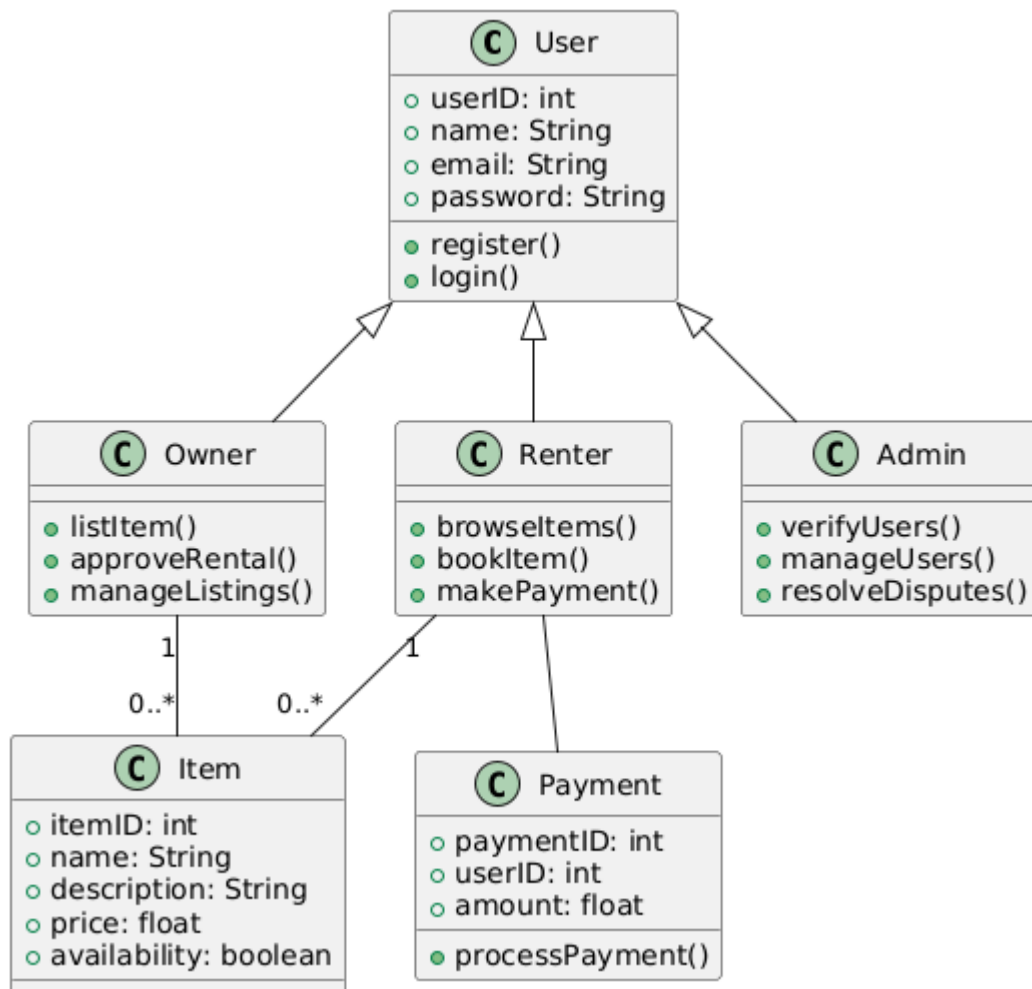 C User
userID: int
name: String
email: String
password: String
register()
login()
C Owner
listItem()
approveRental()
manageListings()
C Renter
browseItems()
bookItem()
makePayment()
C Admin
verifyUsers()
manageUsers()
resolveDisputes()
1
1
0..*
0..*
C Item
itemID: int
name: String
description: String
price: float
availability: boolean
C Payment
paymentID: int
userID: int
amount: float
processPayment()